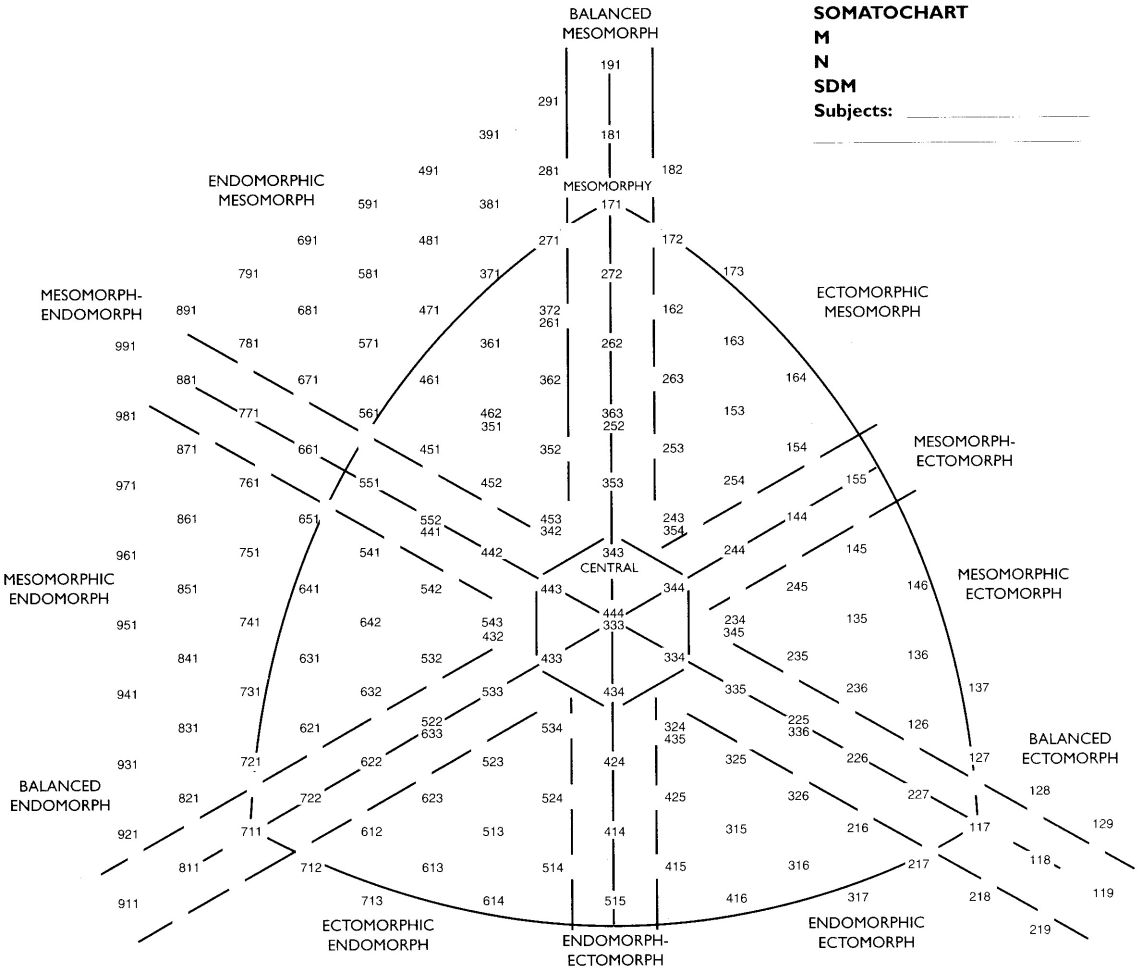 BALANCED
MESOMORPH
SOMATOCHART
M
N
SDM
Subjects:
191
291
391 181
491 281 182
ENDOMORPHIC
MESOMORPH
MESOMORPHY
591 381 171
691 481 271 172
791 581 371 272 173
MESOMORPH-
ENDOMORPH
ECTOMORPHIC
MESOMORPH
891 681 471 372 162
261
991 781 571 361 262 163
881 671 461 362 263 164
981 771 561 462 363 153
351 252
871 661 451 352 253 154
MESOMORPH-
ECTOMORPH
971 761 551 452 353 254 155
861 651 552 453 243 144
441 342 354
961 751 541 442 343 244 145
CENTRAL
MESOMORPHIC
ENDOMORPH
MESOMORPHIC
ECTOMORPH
851 641 542 443 344 245 146
444
951 741 642 543 333 234 135
432 345
841 631 532 433 334 235 136
941 731 632 533 434 335 236 137
831 621 522 534 324 225 126
633 435 336
931 721 622 523 424 325 226 127
BALANCED
ENDOMORPH
BALANCED
ECTOMORPH
821 722 623 524 425 326 227 128
921 711 612 513 414 315 216 117 129
811 712 613 514 415 316 217 118
911 713 614 515 416 317 218 119
219
ECTOMORPHIC
ENDOMORPH
ENDOMORPH-
ECTOMORPH
ENDOMORPHIC
ECTOMORPH